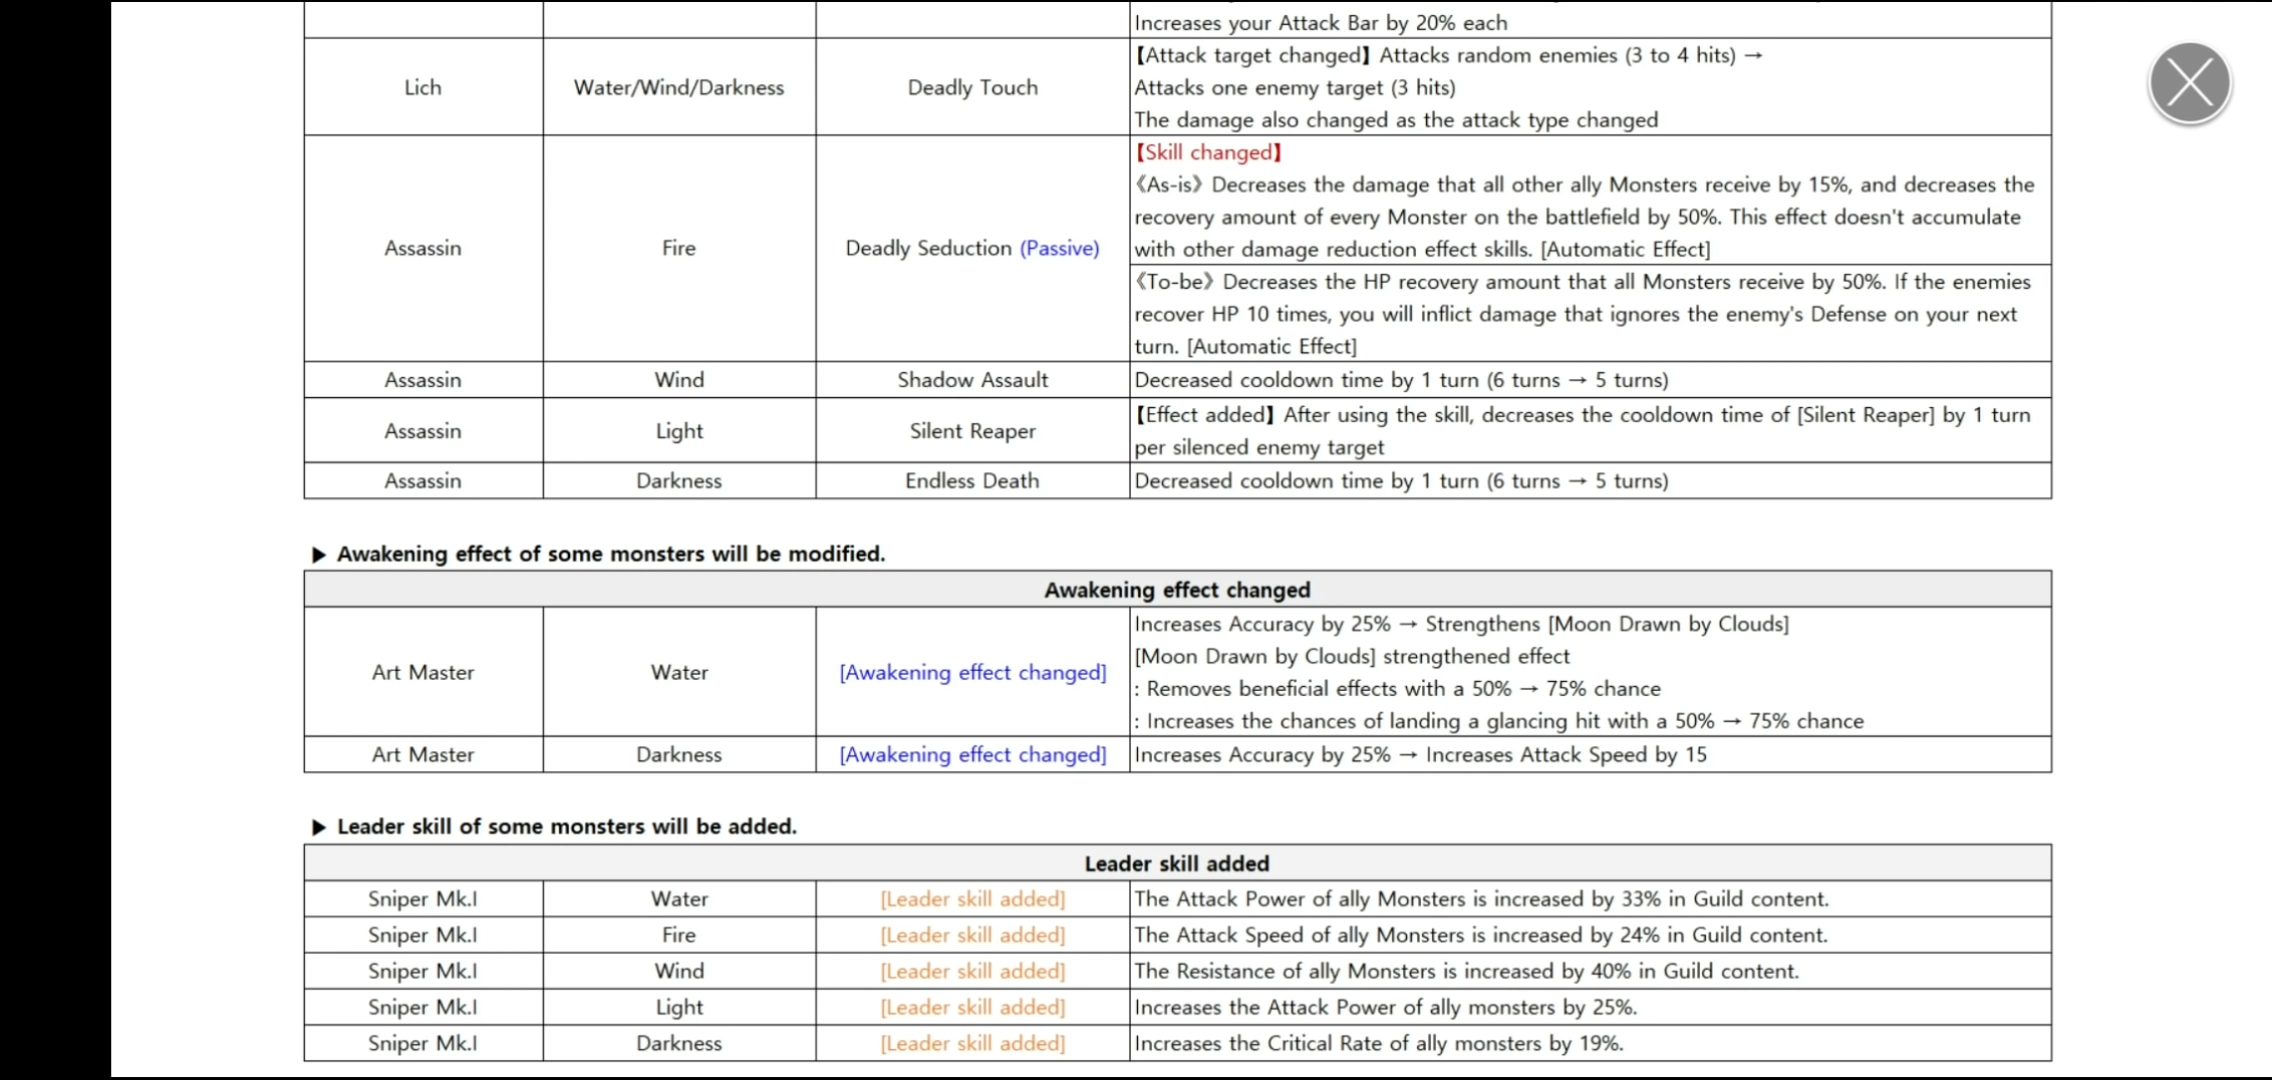 Increases your Attack Bar by 20% each
Lich Water/Wind/Darkness Deadly Touch
【Attack target changed】 Attacks random enemies (3 to 4 hits) →
Attacks one enemy target (3 hits)
The damage also changed as the attack type changed
Assassin Fire Deadly Seduction (Passive)
【Skill changed】
《As-is》 Decreases the damage that all other ally Monsters receive by 15%, and decreases the
recovery amount of every Monster on the battlefield by 50%. This effect doesn't accumulate
with other damage reduction effect skills. [Automatic Effect]
《To-be》 Decreases the HP recovery amount that all Monsters receive by 50%. If the enemies
recover HP 10 times, you will inflict damage that ignores the enemy's Defense on your next
turn. [Automatic Effect]
Assassin Wind Shadow Assault Decreased cooldown time by 1 turn (6 turns → 5 turns)
Assassin Light Silent Reaper
【Effect added】 After using the skill, decreases the cooldown time of [Silent Reaper] by 1 turn
per silenced enemy target
Assassin Darkness Endless Death Decreased cooldown time by 1 turn (6 turns → 5 turns)
▶ Awakening effect of some monsters will be modified.
Awakening effect changed
Art Master Water [Awakening effect changed]
Increases Accuracy by 25% → Strengthens [Moon Drawn by Clouds]
[Moon Drawn by Clouds] strengthened effect
: Removes beneficial effects with a 50% → 75% chance
: Increases the chances of landing a glancing hit with a 50% → 75% chance
Art Master Darkness [Awakening effect changed] Increases Accuracy by 25% → Increases Attack Speed by 15
▶ Leader skill of some monsters will be added.
Leader skill added
Sniper Mk.I Water [Leader skill added] The Attack Power of ally Monsters is increased by 33% in Guild content.
Sniper Mk.I Fire [Leader skill added] The Attack Speed of ally Monsters is increased by 24% in Guild content.
Sniper Mk.I Wind [Leader skill added] The Resistance of ally Monsters is increased by 40% in Guild content.
Sniper Mk.I Light [Leader skill added] Increases the Attack Power of ally monsters by 25%.
Sniper Mk.I Darkness [Leader skill added] Increases the Critical Rate of ally monsters by 19%.